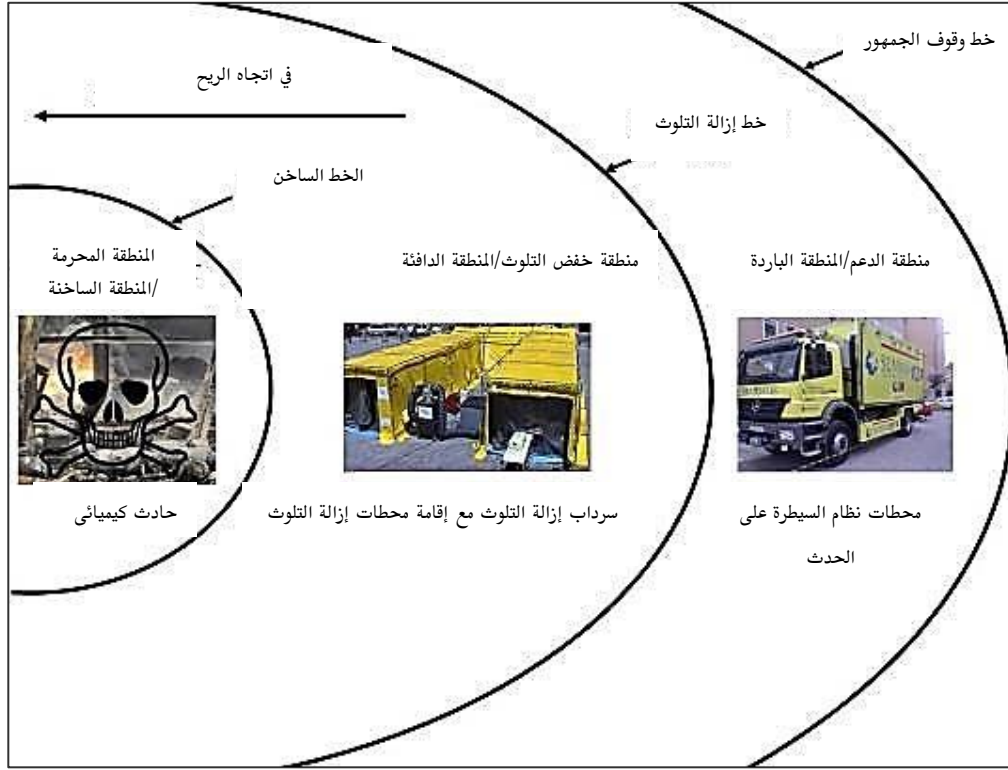 خط وقوف الجمهور
في اتجاه الريح
خط إزالة التلوث
الخط الساخن
المنطقة المحرمة
/المنطقة الساخنة
منطقة خفض التلوث/المنطقة الدافئة
منطقة الدعم/المنطقة الباردة
حادث كيميائى
سرداب إزالة التلوث مع إقامة محطات إزالة التلوث
محطات نظام السيطرة على
الحدث